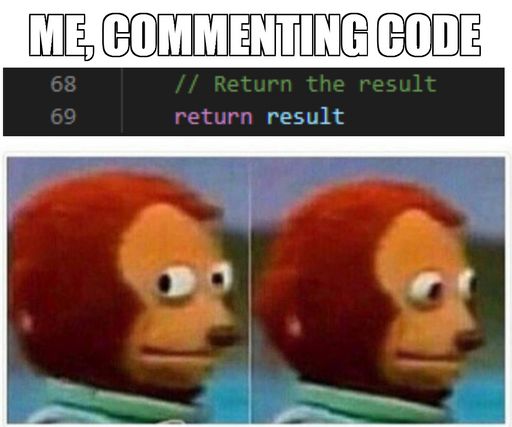 ME, COMMENTING CODE
68 // Return the result
69 return result